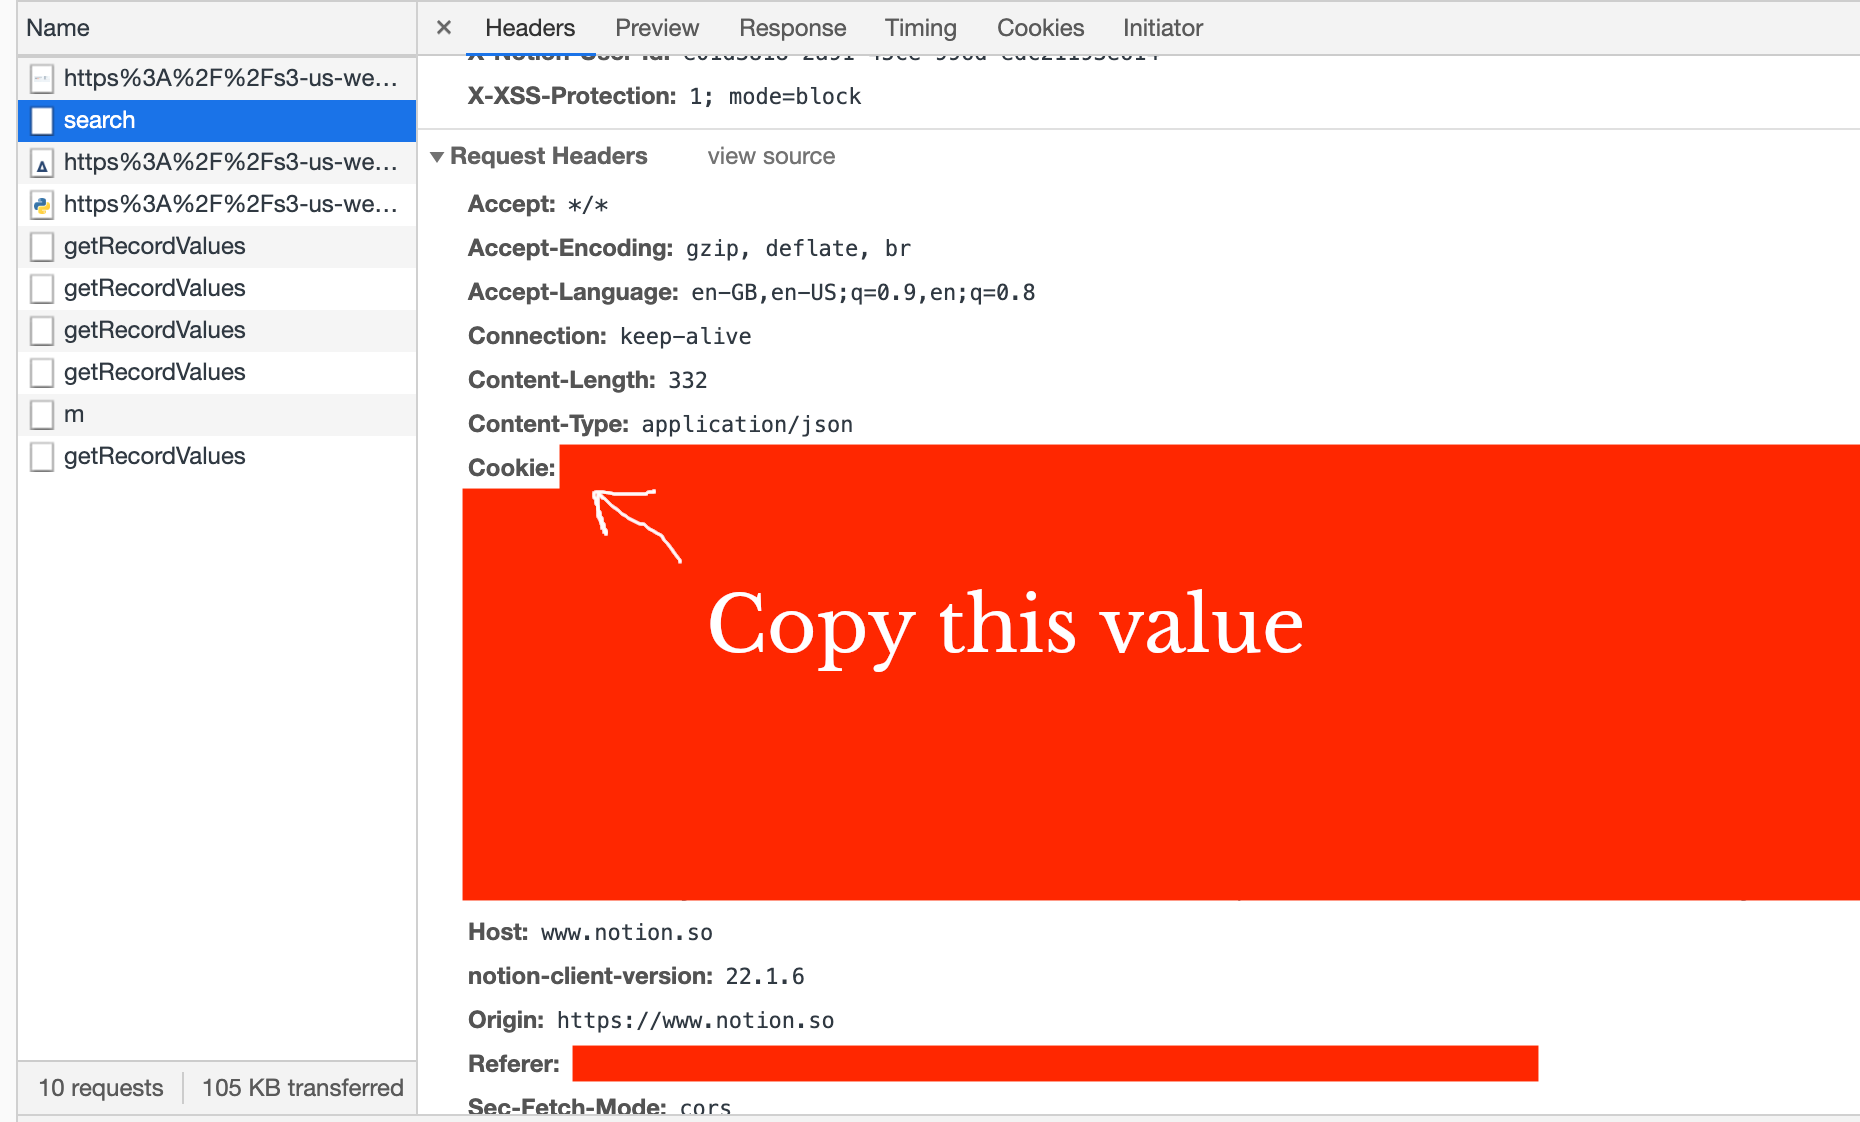 Name
Headers Preview Response Timing Cookies Initiator
https%3A%2F%2Fs3-us-we...
search
https%3A%2F%2Fs3-us-we...
https%3A%2F%2Fs3-us-we...
getRecordValues
getRecordValues
getRecordValues
getRecordValues
m
getRecordValues
10 requests 105 KB transferred
X-Notion-User-Id:
X-XSS-Protection: 1; mode=block
Request Headers view source
Accept: */*
Accept-Encoding: gzip, deflate, br
Accept-Language: en-GB,en-US;q=0.9,en;q=0.8
Connection: keep-alive
Content-Length: 332
Content-Type: application/json
Cookie:
Copy this value
Host: www.notion.so
notion-client-version: 22.1.6
Origin: https://www.notion.so
Referer:
Sec-Fetch-Mode: cors